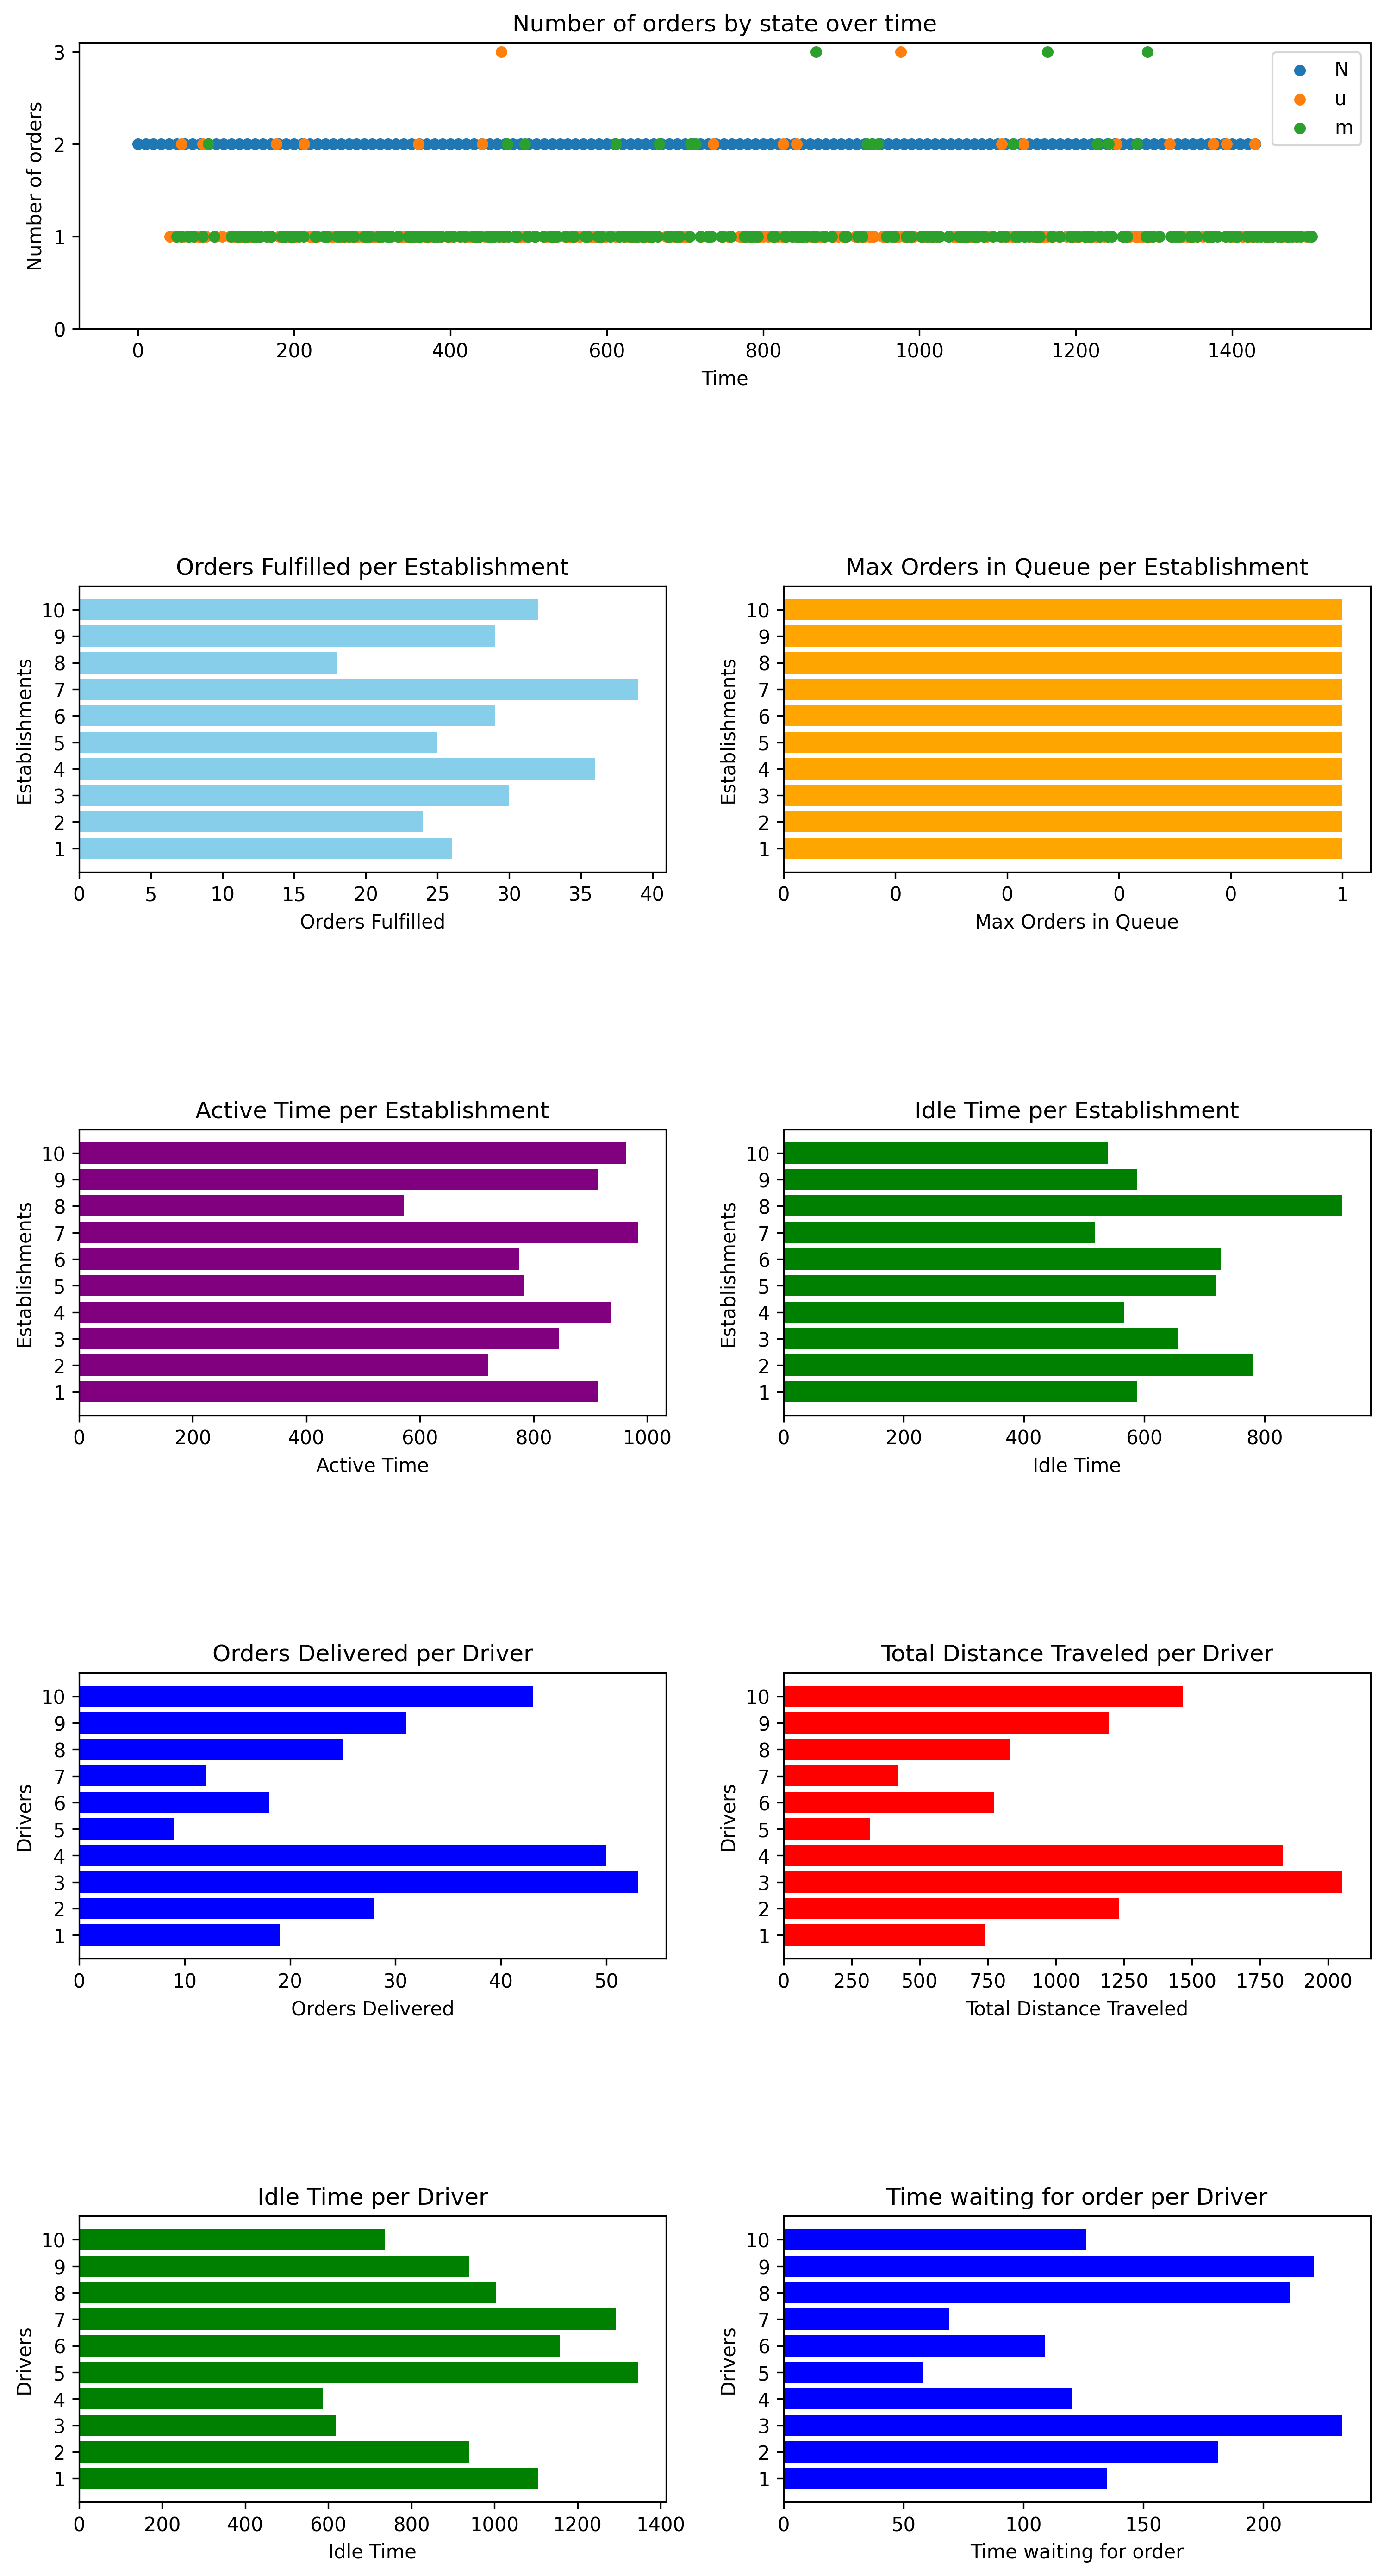 Number of orders by state over time
Number of orders
3
2
1
0
N
u
m
0 200 400 600 800 1000 1200 1400
Time
Orders Fulfilled per Establishment
Establishments
10
9
8
7
6
5
4
3
2
1
0 5 10 15 20 25 30 35 40
Orders Fulfilled
Max Orders in Queue per Establishment
Establishments
10
9
8
7
6
5
4
3
2
1
0 0 0 0 0 1
Max Orders in Queue
Active Time per Establishment
Establishments
10
9
8
7
6
5
4
3
2
1
0 200 400 600 800 1000
Active Time
Idle Time per Establishment
Establishments
10
9
8
7
6
5
4
3
2
1
0 200 400 600 800
Idle Time
Orders Delivered per Driver
Drivers
10
9
8
7
6
5
4
3
2
1
0 10 20 30 40 50
Orders Delivered
Total Distance Traveled per Driver
Drivers
10
9
8
7
6
5
4
3
2
1
0 250 500 750 1000 1250 1500 1750 2000
Total Distance Traveled
Idle Time per Driver
Drivers
10
9
8
7
6
5
4
3
2
1
0 200 400 600 800 1000 1200 1400
Idle Time
Time waiting for order per Driver
Drivers
10
9
8
7
6
5
4
3
2
1
0 50 100 150 200
Time waiting for order